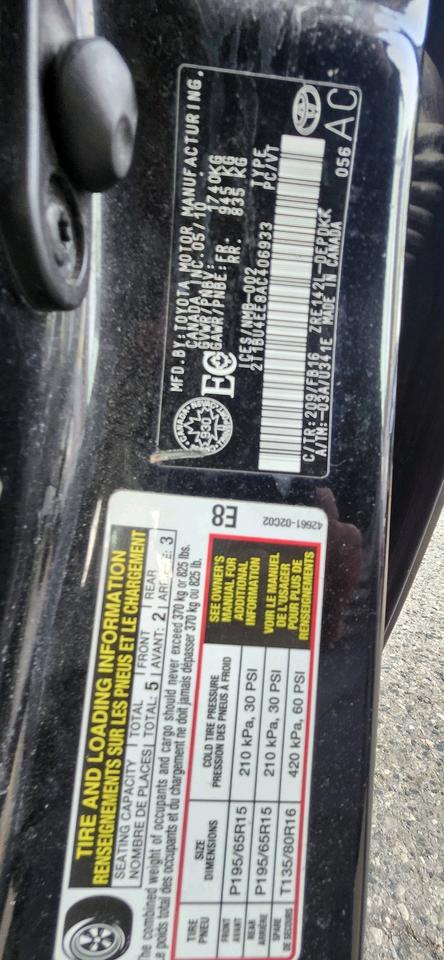 MFD.BY:TOYOTA MOTOR MANUFACTURING.
CANADA INC.05/10
GVWR/PNBV: 1740KG
GAWR/PNBE:FR. 945 KG
RR. 835 KG
ICES/NMB-002 TYPE
2T1BU4EE8AC406933 PC/VT
C/TR:209/FB16 ZRE142L-DEPDKK
A/TM:-03A/U341E MADE IN CANADA
056 AC
CANADA
930
TIRE AND LOADING INFORMATION
RENSEIGNEMENTS SUR LES PNEUS ET LE CHARGEMENT
SEATING CAPACITY TOTAL FRONT REAR
NOMBRE DE PLACES TOTAL: 5 AVANT: 2 3
The combined weight of occupants and cargo should never exceed 370 kg or 825 lbs.
Le poids total des occupants et du chargement ne doit jamais dépasser 370 kg ou 825 lb.
TIRE SIZE COLD TIRE PRESSURE
PNEU DIMENSIONS PRESSION DES PNEUS À FROID
FRONT
AVANT P195/65R15 210 kPa, 30 PSI
REAR
ARRIÈRE P195/65R15 210 kPa, 30 PSI
SPARE
DE SECOURS T135/80R16 420 kPa, 60 PSI
SEE OWNER'S
MANUAL FOR
ADDITIONAL
INFORMATION
VOIR LE MANUEL
DE L'USAGER
POUR PLUS DE
RENSEIGNEMENTS
E8
42661-02C02